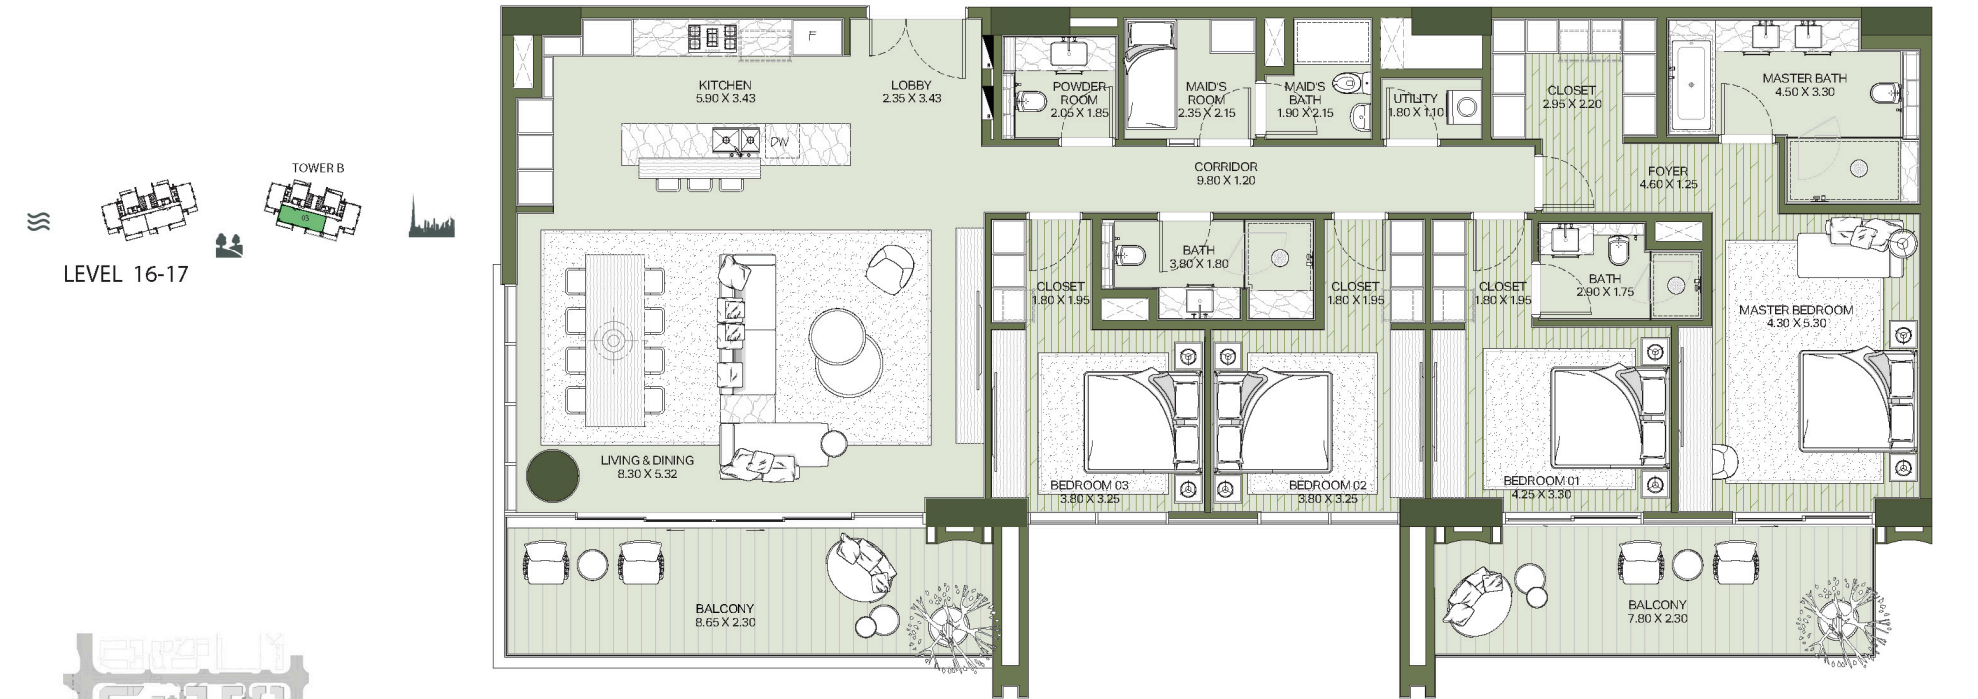 TOWER B
03
LEVEL 16-17
KITCHEN
5.90 X 3.43
F
LOBBY
2.35 X 3.43
DW
POWDER
ROOM
2.05 X 1.85
MAID'S
ROOM
2.35 X 2.15
MAID'S
BATH
1.90 X 2.15
UTILITY
1.80 X 1.10
CLOSET
2.95 X 2.20
MASTER BATH
4.50 X 3.30
CORRIDOR
9.80 X 1.20
FOYER
4.60 X 1.25
CLOSET
1.80 X 1.95
BATH
3.80 X 1.80
CLOSET
1.80 X 1.95
CLOSET
1.80 X 1.95
BATH
2.90 X 1.75
MASTER BEDROOM
4.30 X 5.30
LIVING & DINING
8.30 X 5.32
BEDROOM 03
3.80 X 3.25
BEDROOM 02
3.80 X 3.25
BEDROOM 01
4.25 X 3.30
BALCONY
8.65 X 2.30
BALCONY
7.80 X 2.30